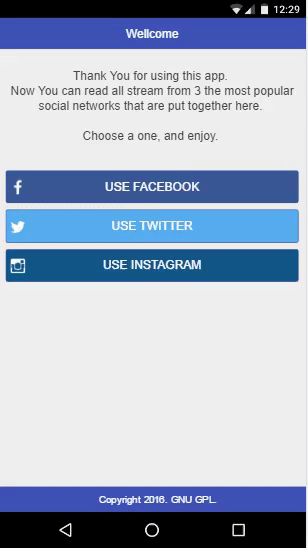 12:29
Wellcome
Thank You for using this app.
Now You can read all stream from 3 the most popular
social networks that are put together here.
Choose a one, and enjoy.
USE FACEBOOK
USE TWITTER
USE INSTAGRAM
Copyright 2016. GNU GPL.